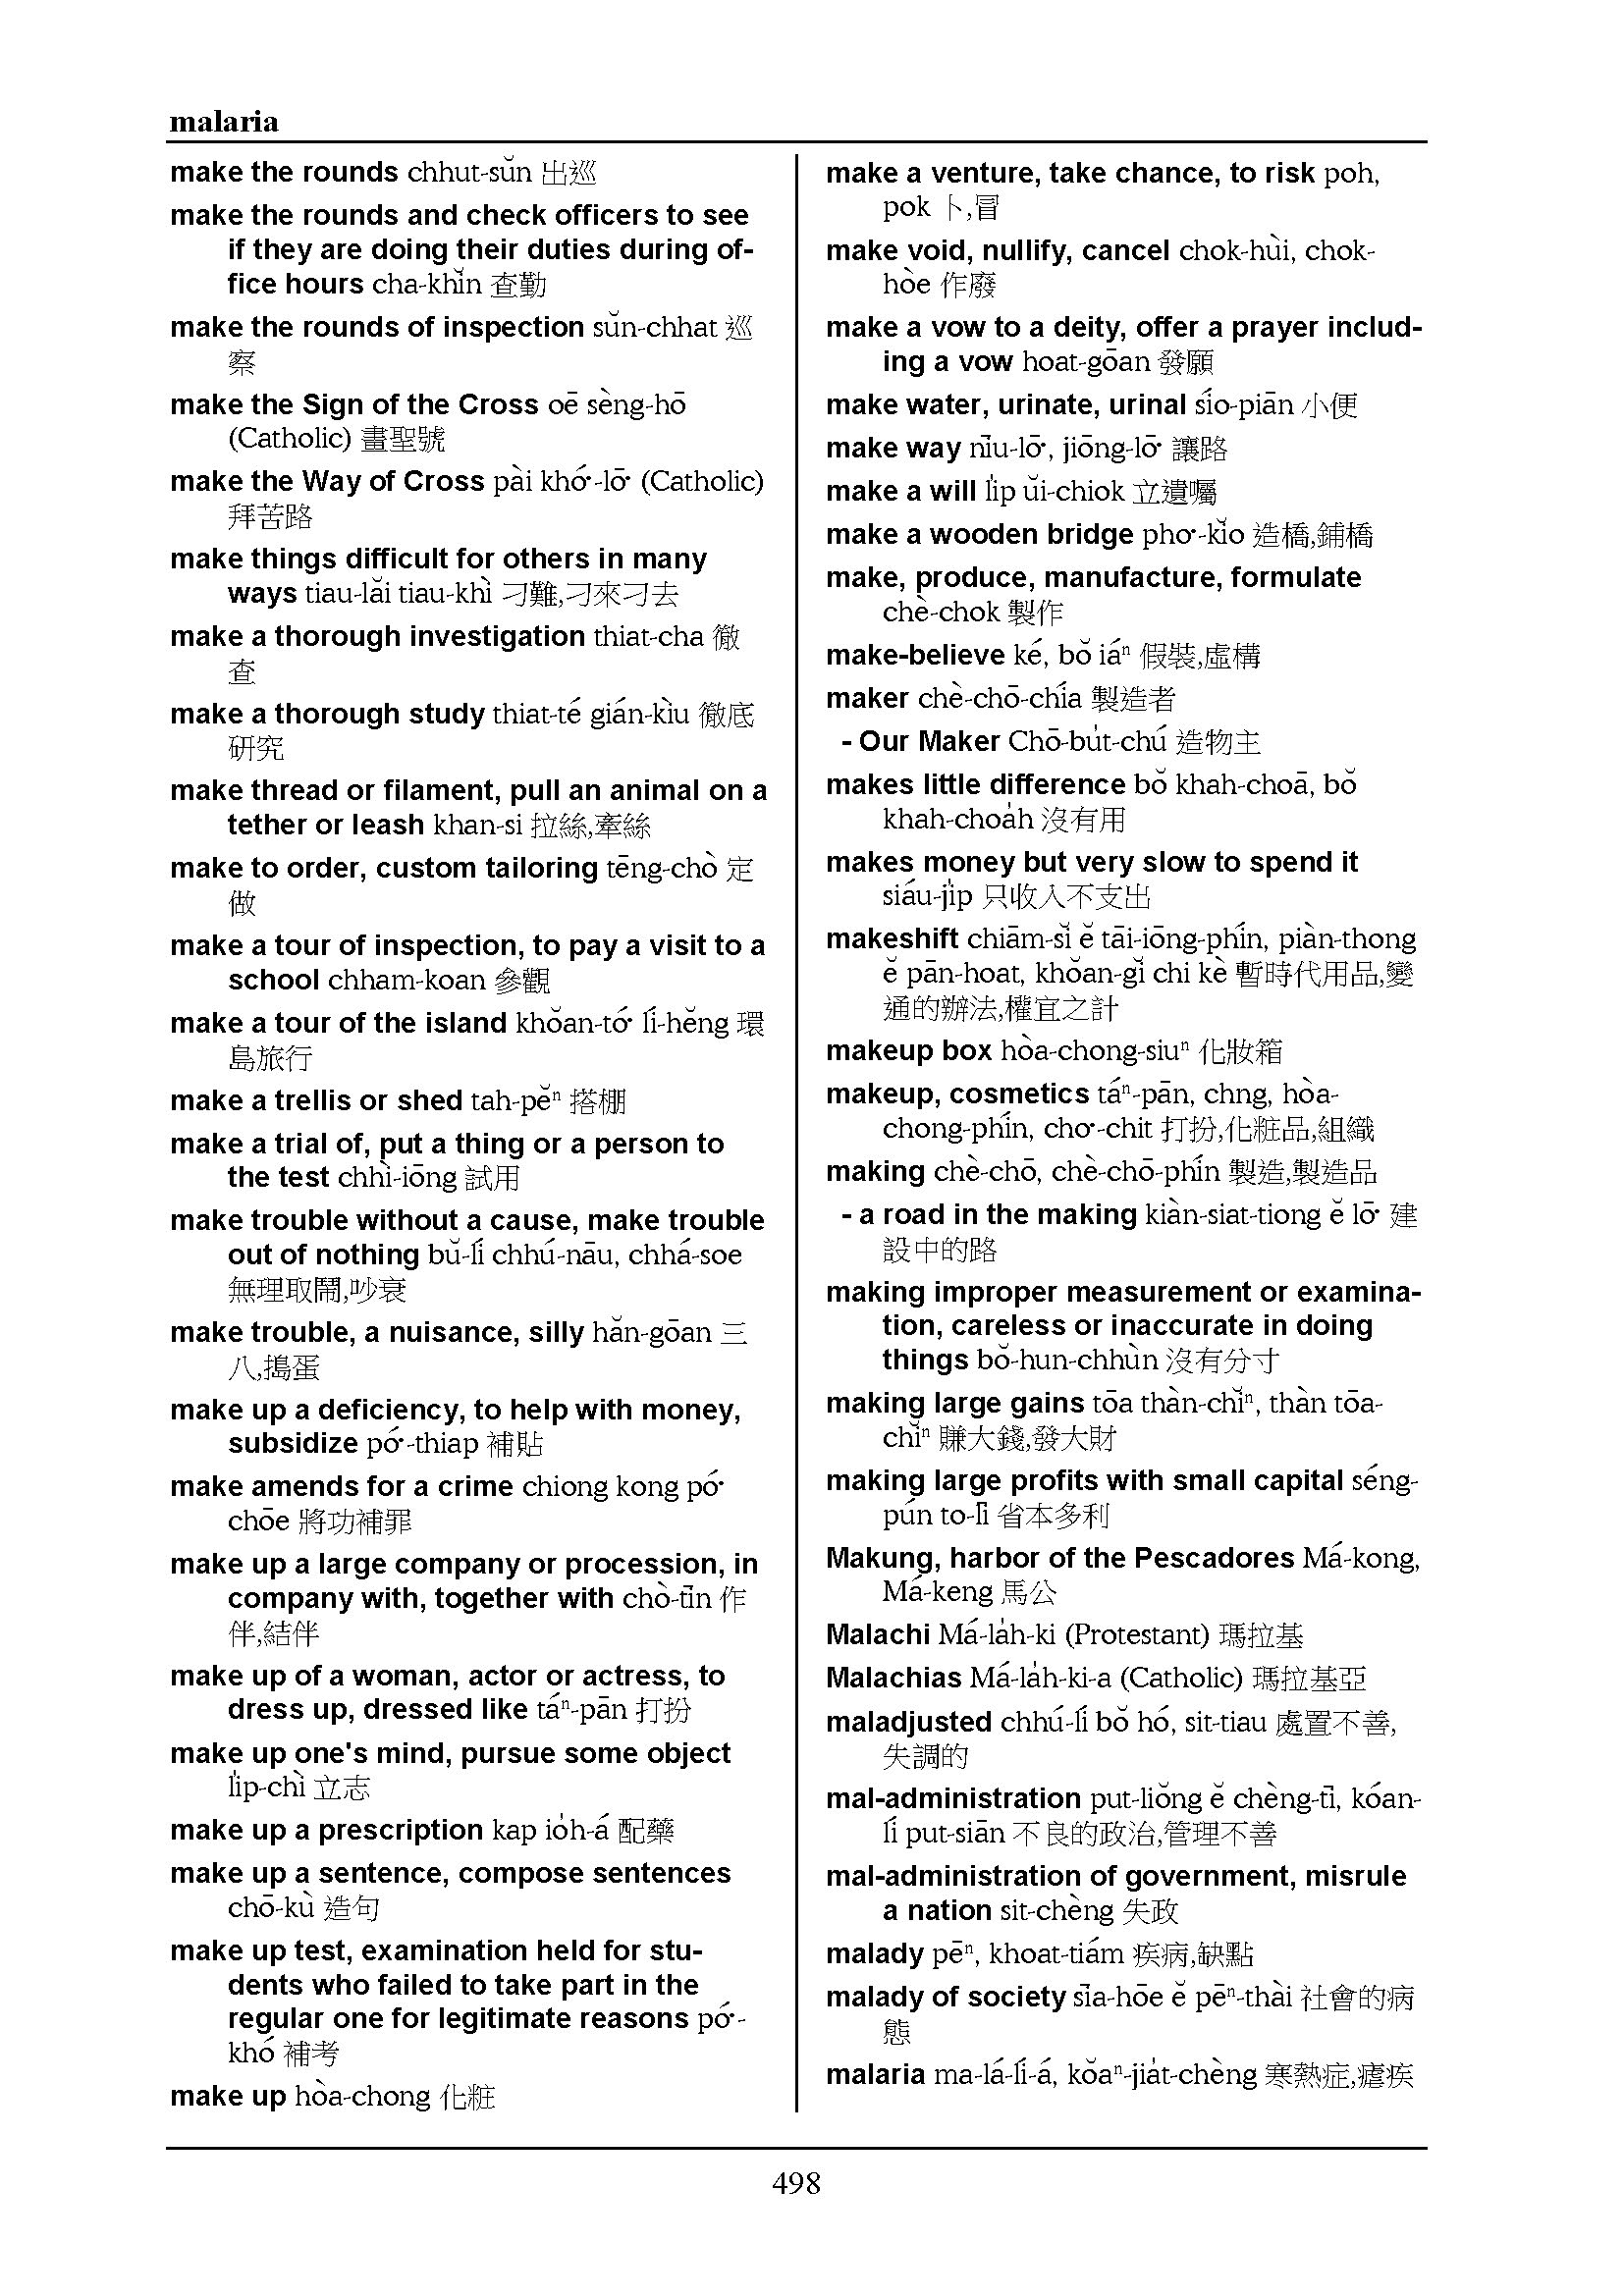 malaria
make the rounds chhut-sŭn 出巡
make the rounds and check officers to see
if they are doing their duties during of-
fice hours cha-khĭn 查勤
make the rounds of inspection sŭn-chhat 巡
察
make the Sign of the Cross oē sèng-hō
(Catholic) 畫聖號
make the Way of Cross pài khó͘-lō͘ (Catholic)
拜苦路
make things difficult for others in many
ways tiau-lăi tiau-khì 刁難,刁來刁去
make a thorough investigation thiat-cha 徹
查
make a thorough study thiat-té gián-kìu 徹底
研究
make thread or filament, pull an animal on a
tether or leash khan-si 拉絲,牽絲
make to order, custom tailoring tēng-chò 定
做
make a tour of inspection, to pay a visit to a
school chham-koan 參觀
make a tour of the island khŏan-tó͘ lí-hĕng 環
島旅行
make a trellis or shed tah-pĕⁿ 搭棚
make a trial of, put a thing or a person to
the test chhì-iōng 試用
make trouble without a cause, make trouble
out of nothing bŭ-lí chhú-nāu, chhá-soe
無理取鬧,吵衰
make trouble, a nuisance, silly hăn-gōan 三
八,搗蛋
make up a deficiency, to help with money,
subsidize pó͘-thiap 補貼
make amends for a crime chiong kong pó͘
chōe 將功補罪
make up a large company or procession, in
company with, together with chò-tīn 作
伴,結伴
make up of a woman, actor or actress, to
dress up, dressed like táⁿ-pān 打扮
make up one's mind, pursue some object
li̍p-chì 立志
make up a prescription kap io̍h-á 配藥
make up a sentence, compose sentences
chō-kù 造句
make up test, examination held for stu-
dents who failed to take part in the
regular one for legitimate reasons pó͘-
khó 補考
make up hòa-chong 化粧
make a venture, take chance, to risk poh,
pok 卜,冒
make void, nullify, cancel chok-hùi, chok-
hòe 作廢
make a vow to a deity, offer a prayer includ-
ing a vow hoat-gōan 發願
make water, urinate, urinal sío-piān 小便
make way nīu-lō͘, jiōng-lō͘ 讓路
make a will li̍p ŭi-chiok 立遺囑
make a wooden bridge pho͘-kĭo 造橋,鋪橋
make, produce, manufacture, formulate
chè-chok 製作
make-believe ké, bŏ iáⁿ 假裝,虛構
maker chè-chō-chía 製造者
- Our Maker Chō-bu̍t-chú 造物主
makes little difference bŏ khah-choā, bŏ
khah-choa̍h 沒有用
makes money but very slow to spend it
siáu-ji̍p 只收入不支出
makeshift chiām-sĭ ĕ tāi-iōng-phín, piàn-thong
ĕ pān-hoat, khŏan-gĭ chi kè 暫時代用品,變
通的辦法,權宜之計
makeup box hòa-chong-siuⁿ 化妝箱
makeup, cosmetics táⁿ-pān, chng, hòa-
chong-phín, cho͘-chit 打扮,化粧品,組織
making chè-chō, chè-chō-phín 製造,製造品
- a road in the making kiàn-siat-tiong ĕ lō͘ 建
設中的路
making improper measurement or examina-
tion, careless or inaccurate in doing
things bŏ-hun-chhùn 沒有分寸
making large gains tōa thàn-chĭⁿ, thàn tōa-
chĭⁿ 賺大錢,發大財
making large profits with small capital séng-
pún to-lī 省本多利
Makung, harbor of the Pescadores Má-kong,
Má-keng 馬公
Malachi Má-la̍h-ki (Protestant) 瑪拉基
Malachias Má-la̍h-ki-a (Catholic) 瑪拉基亞
maladjusted chhú-lí bŏ hó, sit-tiau 處置不善,
失調的
mal-administration put-liŏng ĕ chèng-tī, kóan-
lí put-siān 不良的政治,管理不善
mal-administration of government, misrule
a nation sit-chèng 失政
malady pēⁿ, khoat-tiám 疾病,缺點
malady of society sīa-hōe ĕ pēⁿ-thài 社會的病
態
malaria ma-lá-lí-á, kŏaⁿ-jia̍t-chèng 寒熱症,瘧疾
498